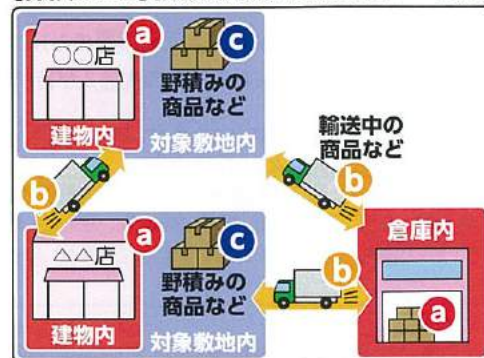 a
○○店
c
野積みの
商品など
建物内
対象敷地内
輸送中の
商品など
b
b
倉庫内
a
△△店
c
野積みの
商品など
b
a
建物内
対象敷地内